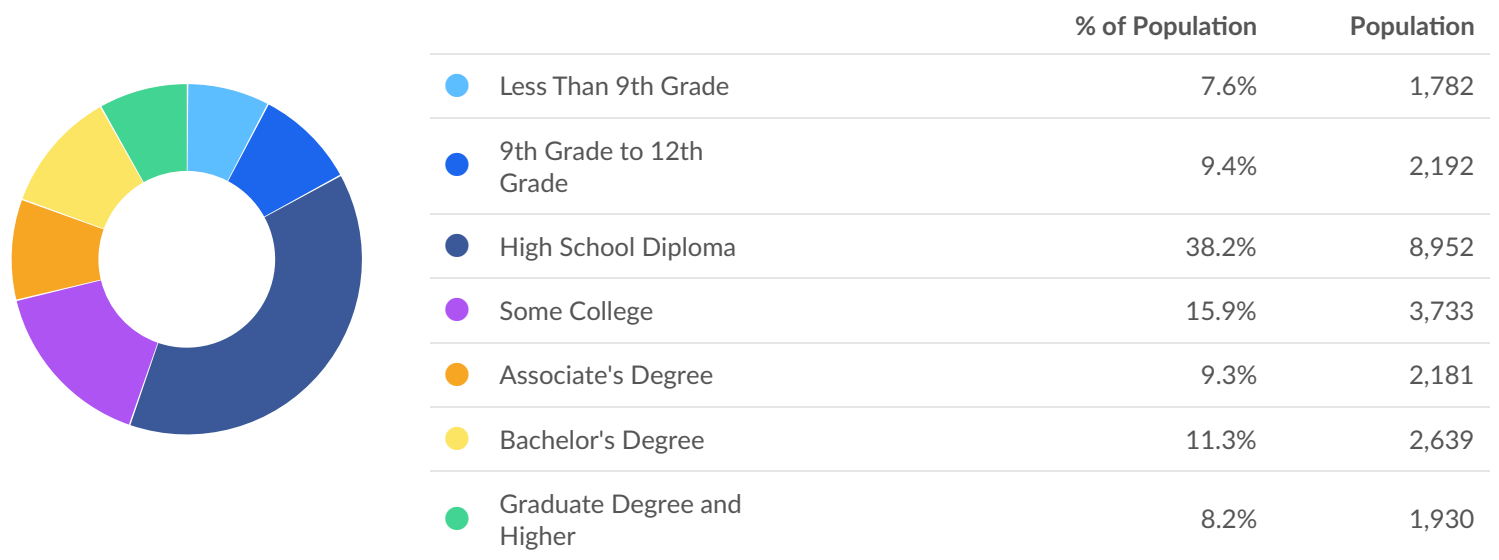 % of Population Population
Less Than 9th Grade 7.6% 1,782
9th Grade to 12th
Grade 9.4% 2,192
High School Diploma 38.2% 8,952
Some College 15.9% 3,733
Associate's Degree 9.3% 2,181
Bachelor's Degree 11.3% 2,639
Graduate Degree and
Higher 8.2% 1,930